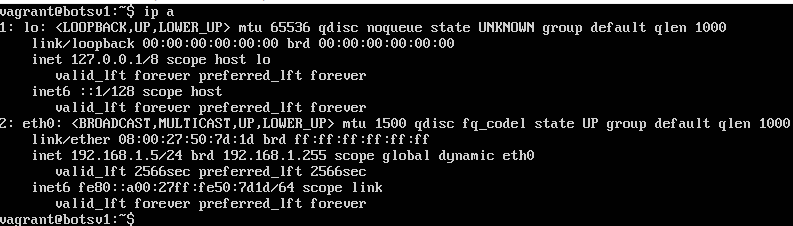 vagrant@botsv1:~$ ip a
1: lo: <LOOPBACK,UP,LOWER_UP> mtu 65536 qdisc noqueue state UNKNOWN group default qlen 1000
    link/loopback 00:00:00:00:00:00 brd 00:00:00:00:00:00
    inet 127.0.0.1/8 scope host lo
       valid_lft forever preferred_lft forever
    inet6 ::1/128 scope host
       valid_lft forever preferred_lft forever
2: eth0: <BROADCAST,MULTICAST,UP,LOWER_UP> mtu 1500 qdisc fq_codel state UP group default qlen 1000
    link/ether 08:00:27:50:7d:1d brd ff:ff:ff:ff:ff:ff
    inet 192.168.1.5/24 brd 192.168.1.255 scope global dynamic eth0
       valid_lft 2566sec preferred_lft 2566sec
    inet6 fe80::a00:27ff:fe50:7d1d/64 scope link
       valid_lft forever preferred_lft forever
vagrant@botsv1:~$